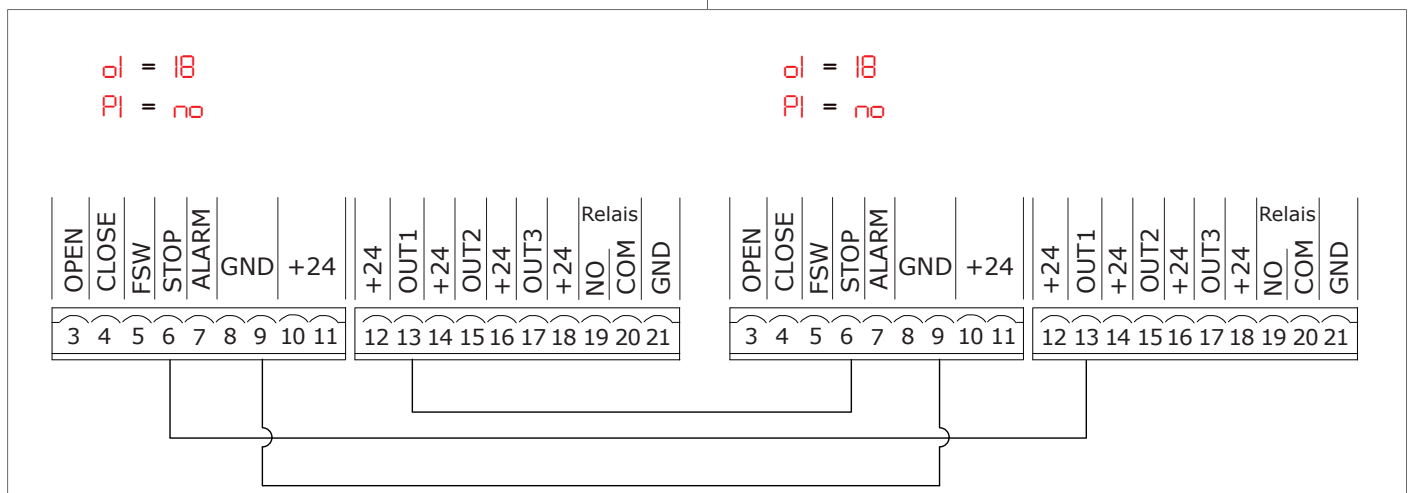 o1 = 18
P1 = no
OPEN CLOSE FSW STOP ALARM GND +24 +24 OUT1 +24 OUT2 +24 OUT3 +24 Relais NO COM GND
3 4 5 6 7 8 9 10 11 12 13 14 15 16 17 18 19 20 21
o1 = 18
P1 = no
OPEN CLOSE FSW STOP ALARM GND +24 +24 OUT1 +24 OUT2 +24 OUT3 +24 Relais NO COM GND
3 4 5 6 7 8 9 10 11 12 13 14 15 16 17 18 19 20 21